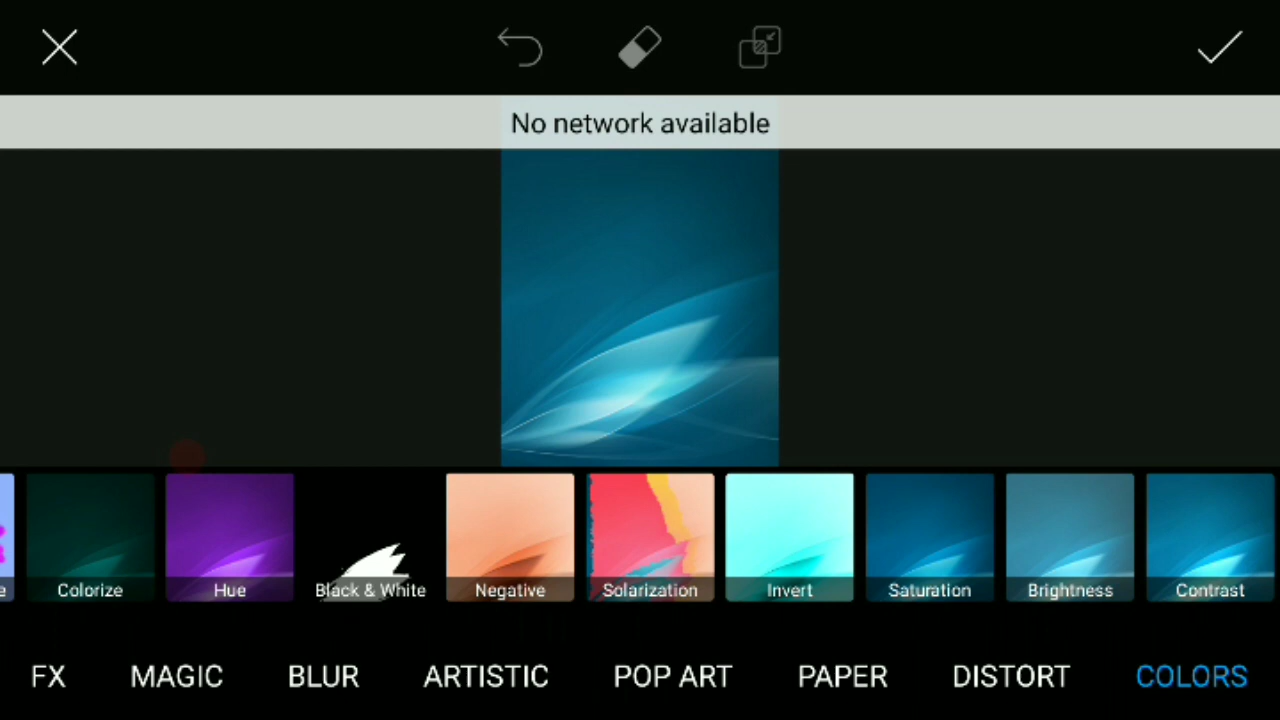 No network available
e
Colorize
Hue
Black & White
Negative
Solarization
Invert
Saturation
Brightness
Contrast
FX
MAGIC
BLUR
ARTISTIC
POP ART
PAPER
DISTORT
COLORS